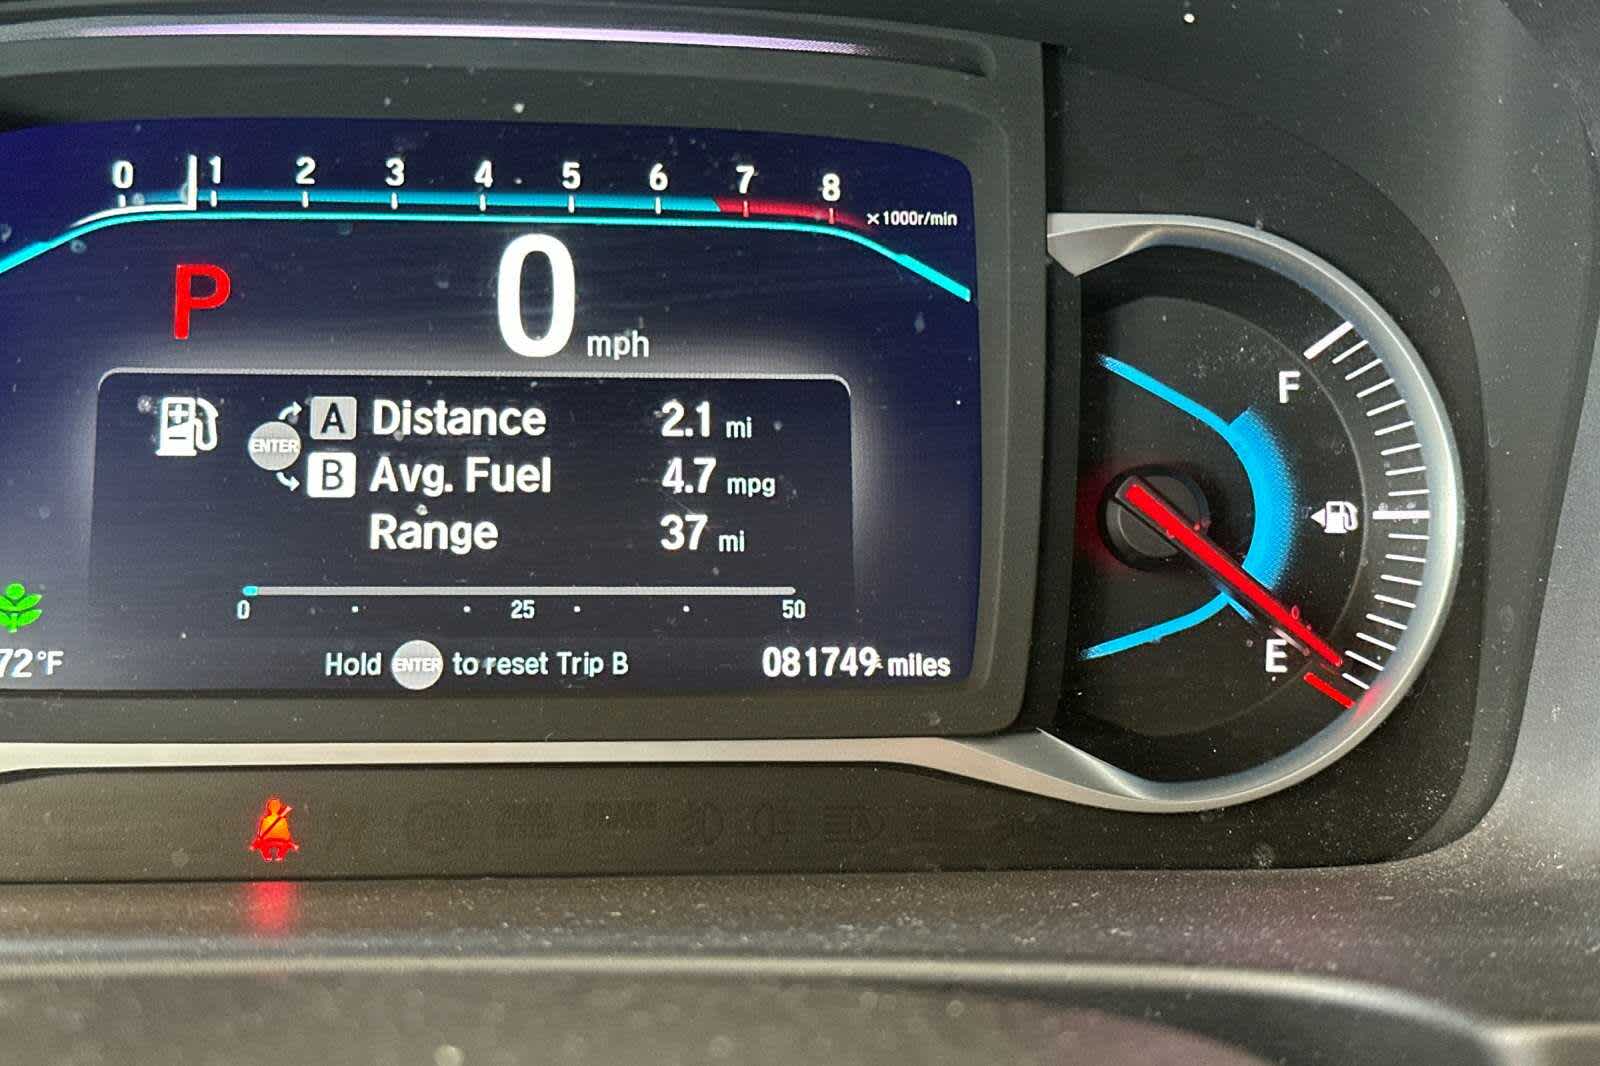 0 1 2 3 4 5 6 7 8
x1000r/min
P 0 mph
F
A Distance 2.1 mi
ENTER
B Avg. Fuel 4.7 mpg
Range 37 mi
0 25 50
E
72°F
Hold ENTER to reset Trip B
081749 miles